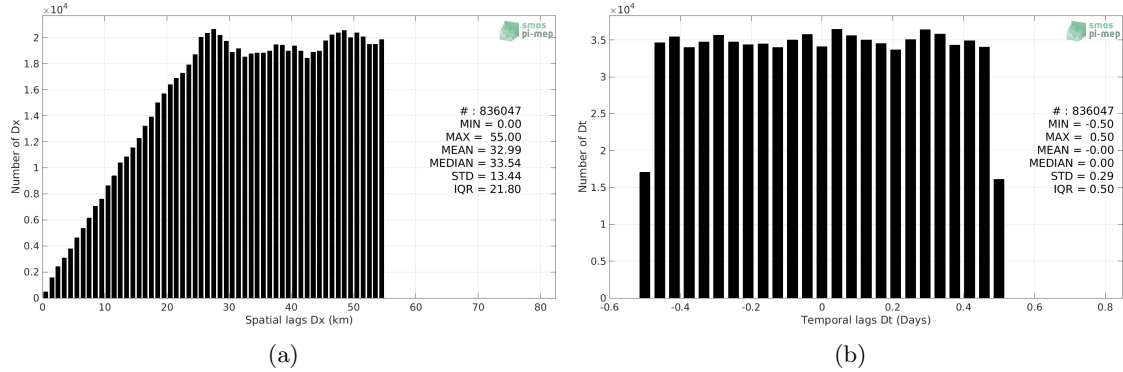 ×10⁴
2
1.8
1.6
1.4
1.2
1
0.8
0.6
0.4
0.2
0
Number of Dx
0 10 20 30 40 50 60 70 80
Spatial lags Dx (km)
smos
pi-mep
# : 836047
MIN = 0.00
MAX = 55.00
MEAN = 32.99
MEDIAN = 33.54
STD = 13.44
IQR = 21.80
(a)
×10⁴
3.5
3
2.5
2
1.5
1
0.5
0
Number of Dt
-0.6 -0.4 -0.2 0 0.2 0.4 0.6 0.8
Temporal lags Dt (Days)
smos
pi-mep
# : 836047
MIN = -0.50
MAX = 0.50
MEAN = -0.00
MEDIAN = 0.00
STD = 0.29
IQR = 0.50
(b)